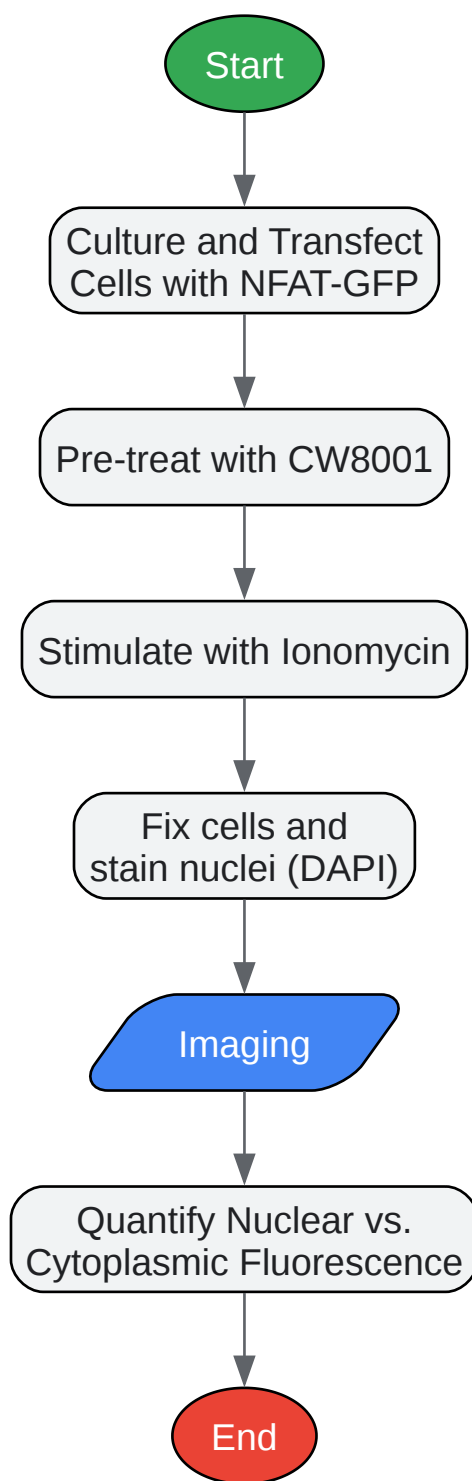 Start
Culture and Transfect
Cells with NFAT-GFP
Pre-treat with CW8001
Stimulate with Ionomycin
Fix cells and
stain nuclei (DAPI)
Imaging
Quantify Nuclear vs.
Cytoplasmic Fluorescence
End